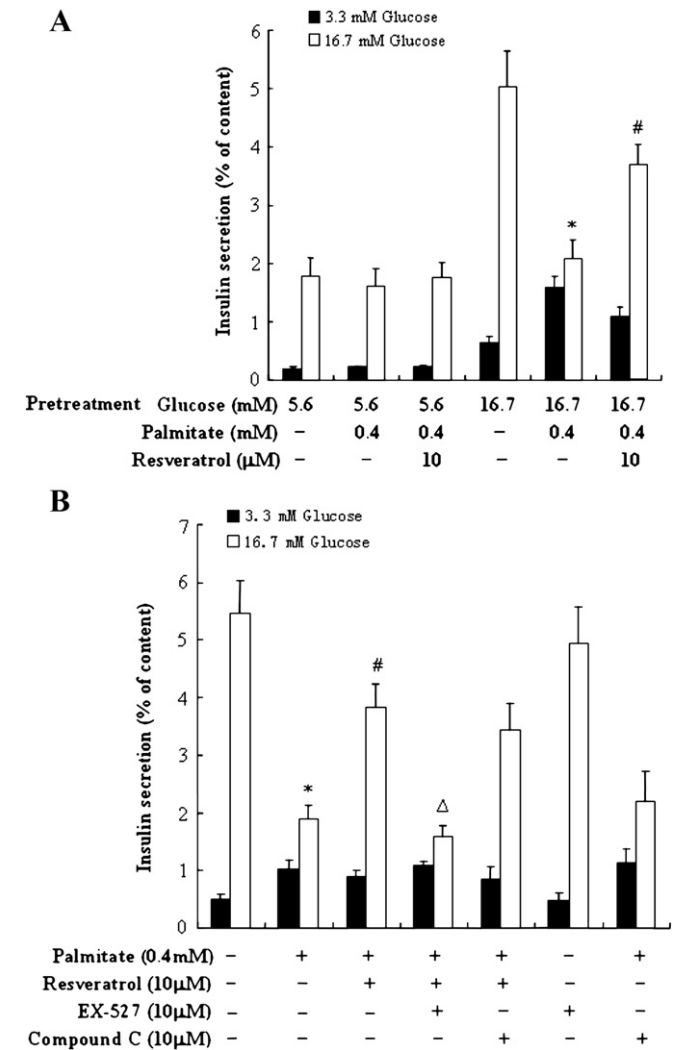 A
3.3 mM Glucose
16.7 mM Glucose
Insulin secretion (% of content)
6
5
4
3
2
1
0
#
*
Pretreatment Glucose (mM) 5.6 5.6 5.6 16.7 16.7 16.7
Palmitate (mM) – 0.4 0.4 – 0.4 0.4
Resveratrol (μM) – – 10 – – 10
B
3.3 mM Glucose
16.7 mM Glucose
Insulin secretion (% of content)
7
6
5
4
3
2
1
0
*
#
Δ
Palmitate (0.4mM) – + + + + – +
Resveratrol (10μM) – – + + + – –
EX-527 (10μM) – – – + – + –
Compound C (10μM) – – – – + – +